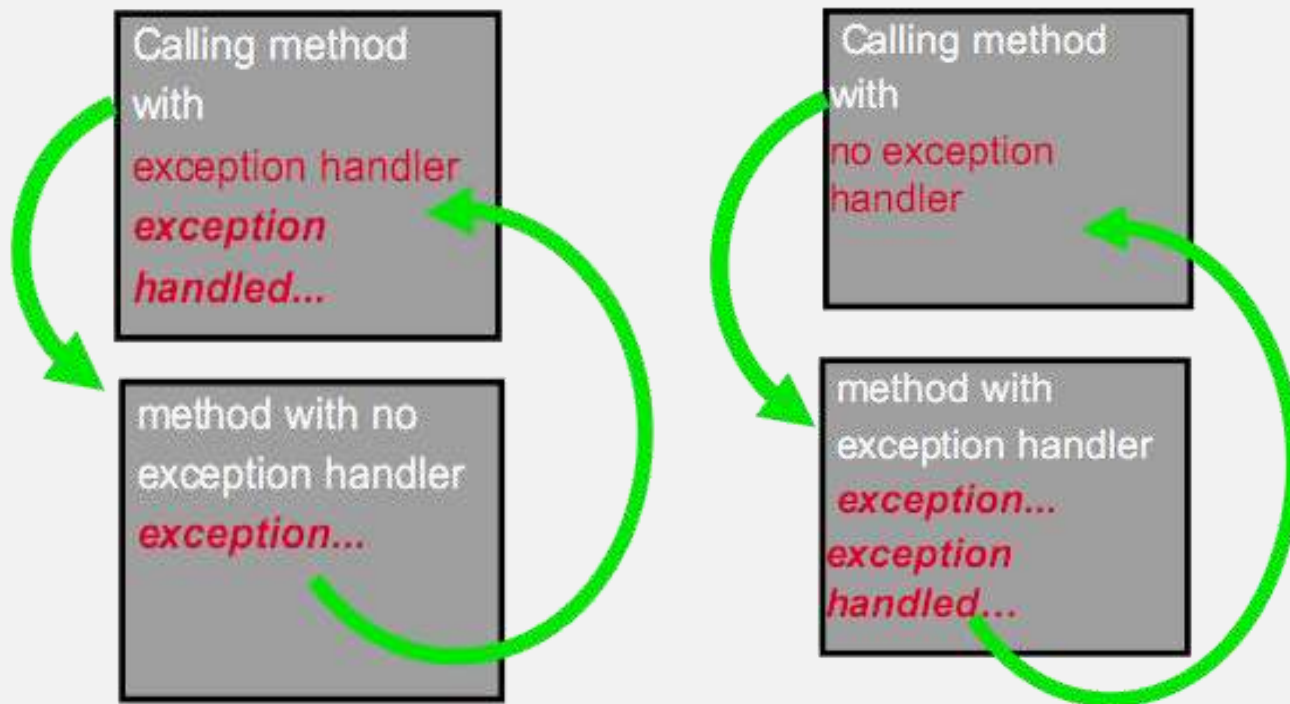 Calling method
with
exception handler
exception
handled...
method with no
exception handler
exception...
Calling method
with
no exception
handler
method with
exception handler
exception...
exception
handled...